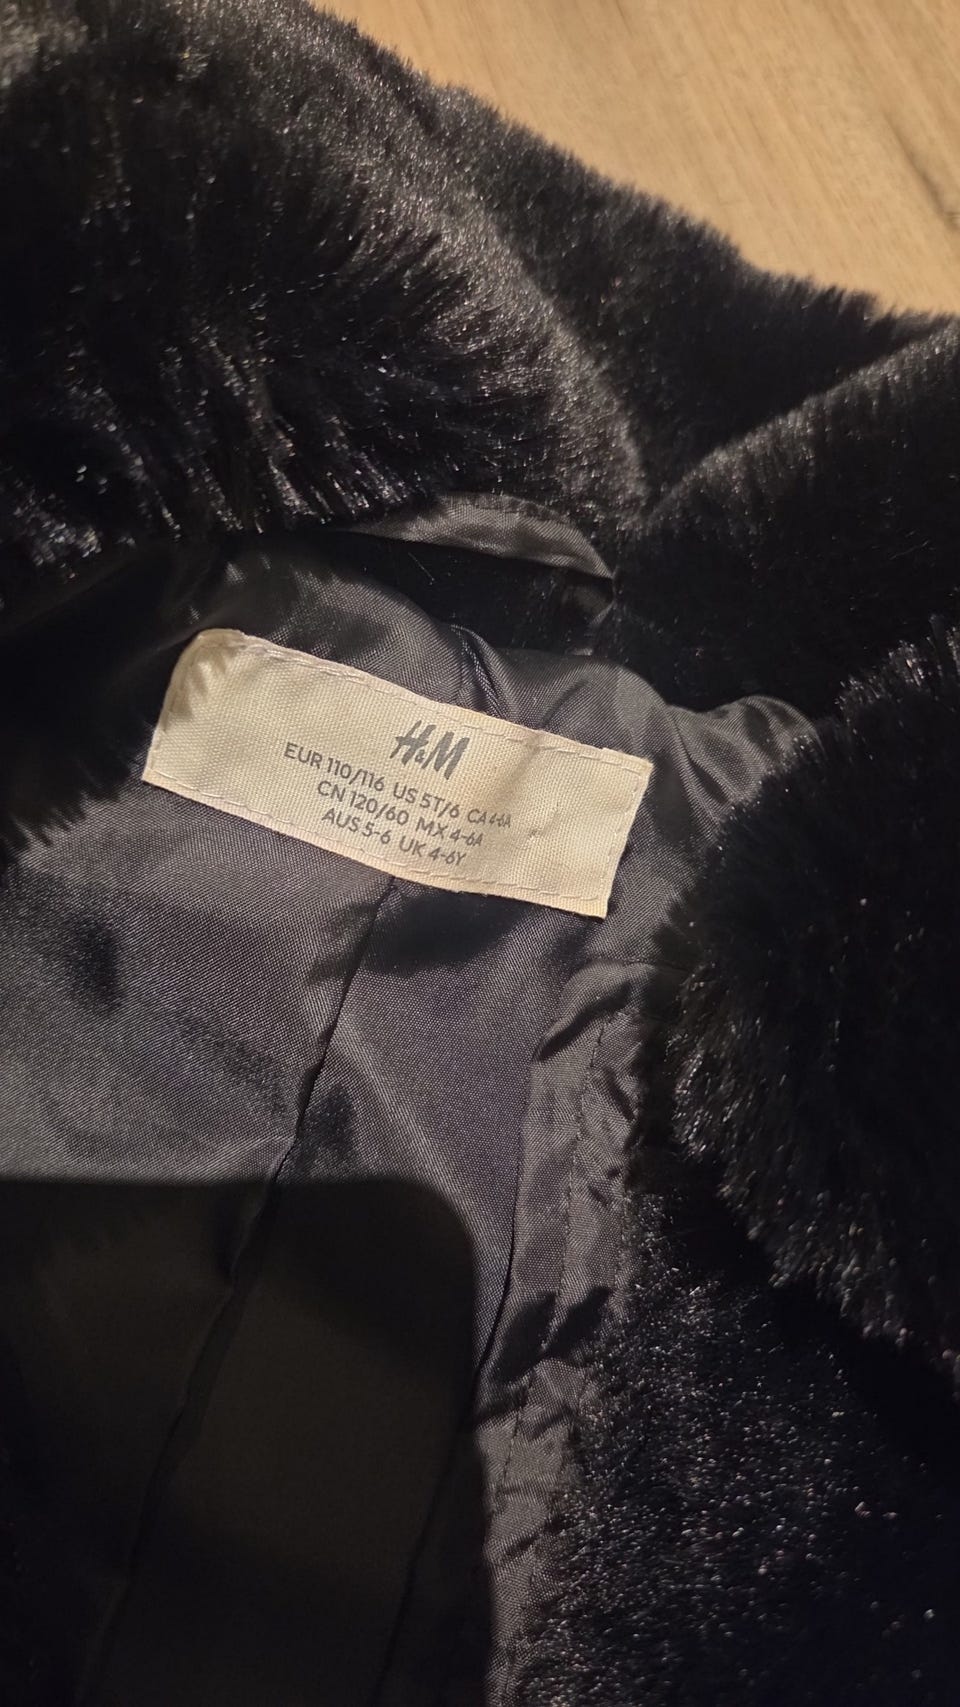 H&M
EUR 110/116 US 5T/6 CA 4-6A
CN 120/60 MX 4-6A
AUS 5-6 UK 4-6Y